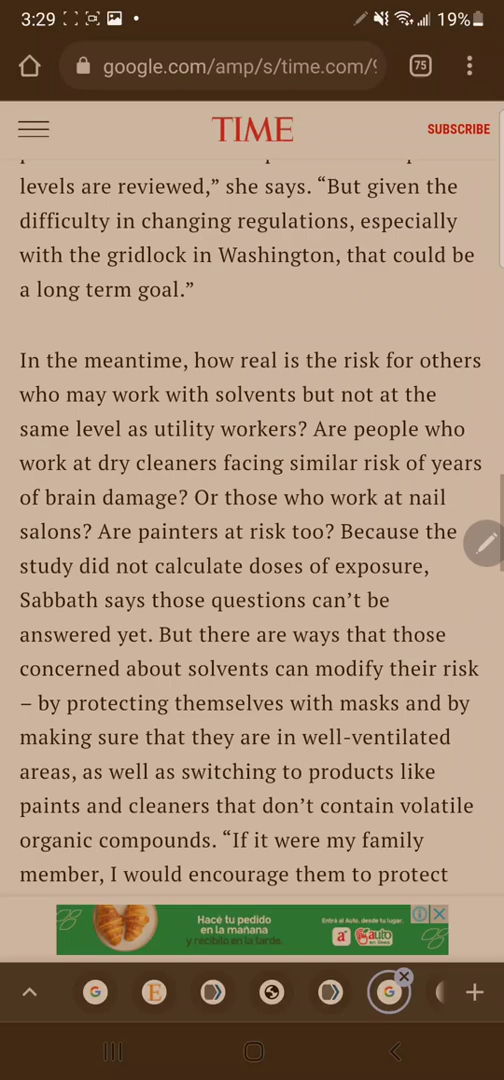 3:29
19%
google.com/amp/s/time.com/9
75
TIME
SUBSCRIBE
levels are reviewed,” she says. “But given the
difficulty in changing regulations, especially
with the gridlock in Washington, that could be
a long term goal.”
In the meantime, how real is the risk for others
who may work with solvents but not at the
same level as utility workers? Are people who
work at dry cleaners facing similar risk of years
of brain damage? Or those who work at nail
salons? Are painters at risk too? Because the
study did not calculate doses of exposure,
Sabbath says those questions can’t be
answered yet. But there are ways that those
concerned about solvents can modify their risk
– by protecting themselves with masks and by
making sure that they are in well-ventilated
areas, as well as switching to products like
paints and cleaners that don’t contain volatile
organic compounds. “If it were my family
member, I would encourage them to protect
Hacé tu pedido
en la mañana
y recibilo en la tarde.
Entrá al Auto, desde tu lugar.
a
auto
G
E
G